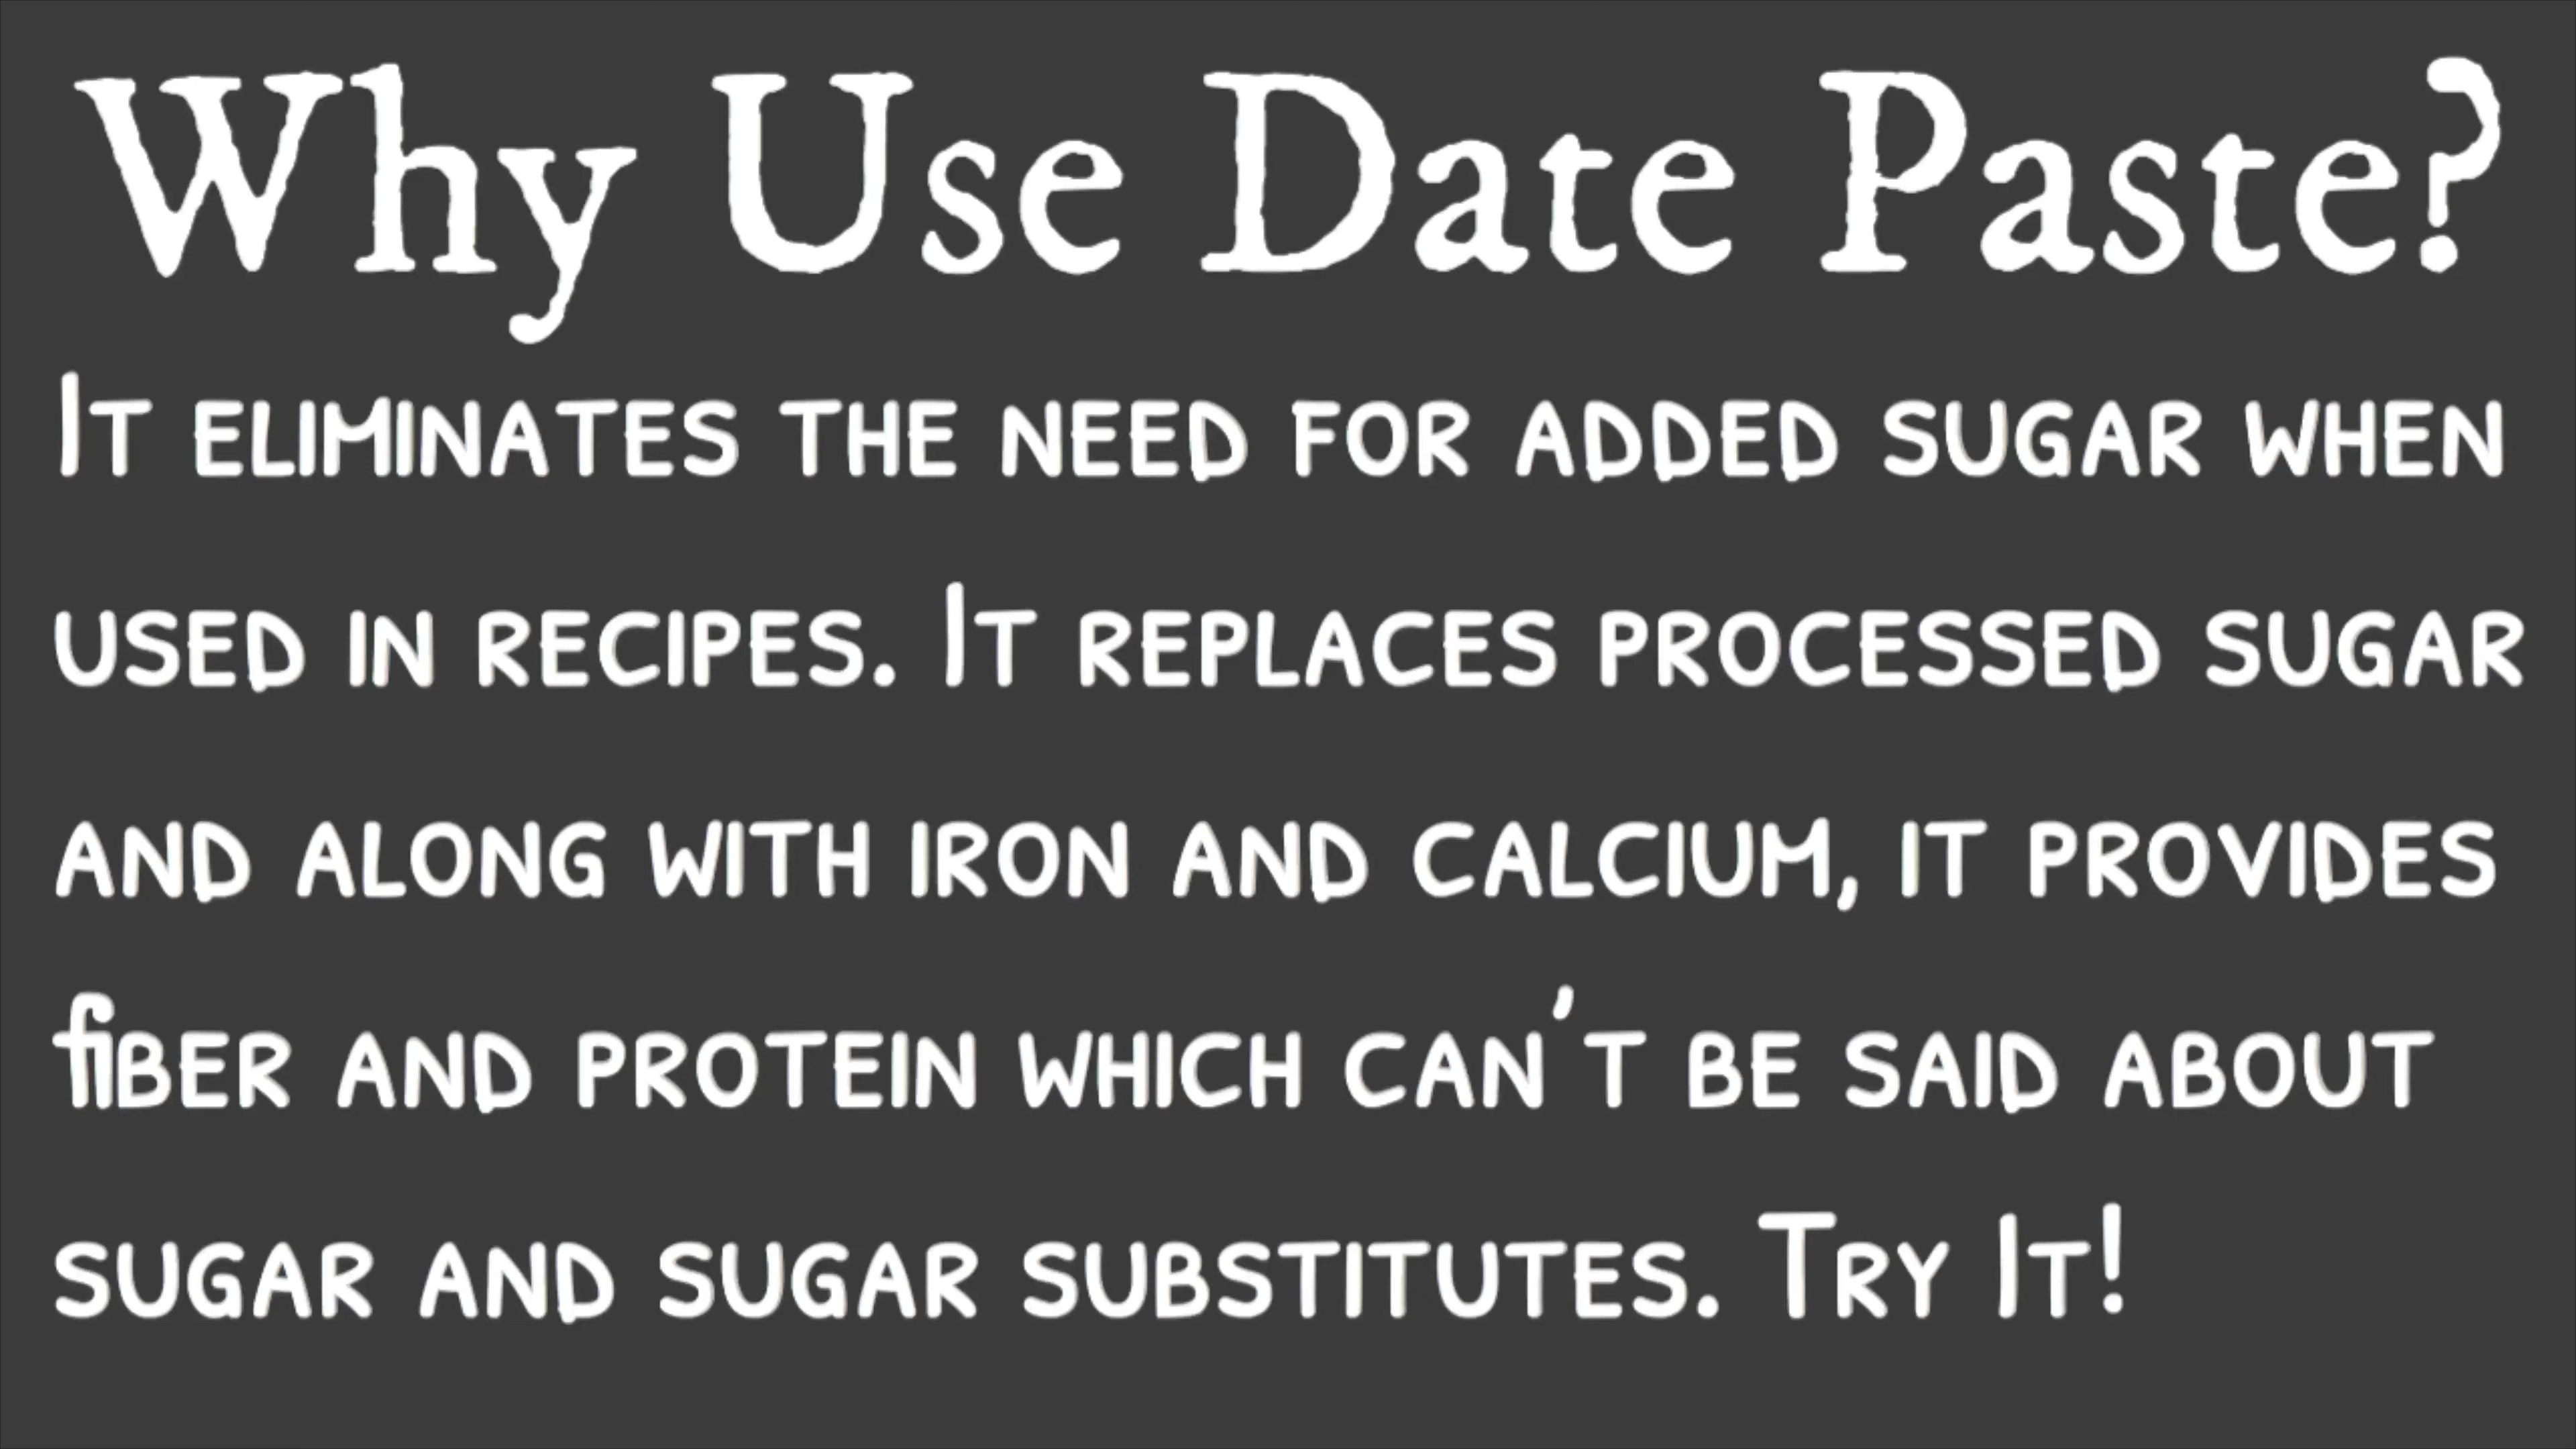 Why Use Date Paste?
It eliminates the need for added sugar when
used in recipes. It replaces processed sugar
and along with iron and calcium, it provides
fiber and protein which can't be said about
sugar and sugar substitutes. Try It!